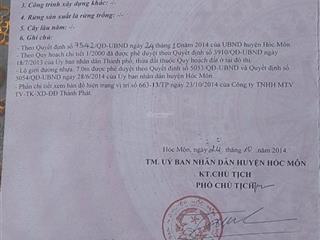 3. Công trình xây dựng khác: -/-
4. Rừng sản xuất là rừng trồng: -/-
5. Cây lâu năm: -/-
6. Ghi chú:
- Theo Quyết định số 7542/QĐ-UBND ngày 24 tháng 10 năm 2014 của UBND huyện Hóc Môn.
- Theo Quy hoạch chi tiết 1/2000 đã được phê duyệt theo Quyết định số 3910/QĐ-UBND ngày
18/7/2013 của Ủy ban nhân dân Thành phố, thửa đất thuộc Quy hoạch đất ở tại đô thị.
- Lộ giới đường nhựa, 7.0m được phê duyệt theo Quyết định số 5053/QĐ-UBND và Quyết định số
5054/QĐ-UBND ngày 28/6/2014 của Ủy ban nhân dân huyện Hóc Môn.
- Phần chi tiết xem bản đồ hiện trạng vị trí số 663-13/TP ngày 23/10/2014 của Công ty TNHH MTV
TV-TK-XD-ĐĐ Thành Phát.
Hóc Môn, ngày 24 tháng 10 năm 2014
TM. UỶ BAN NHÂN DÂN HUYỆN HÓC MÔN
KT.CHỦ TỊCH
PHÓ CHỦ TỊCH